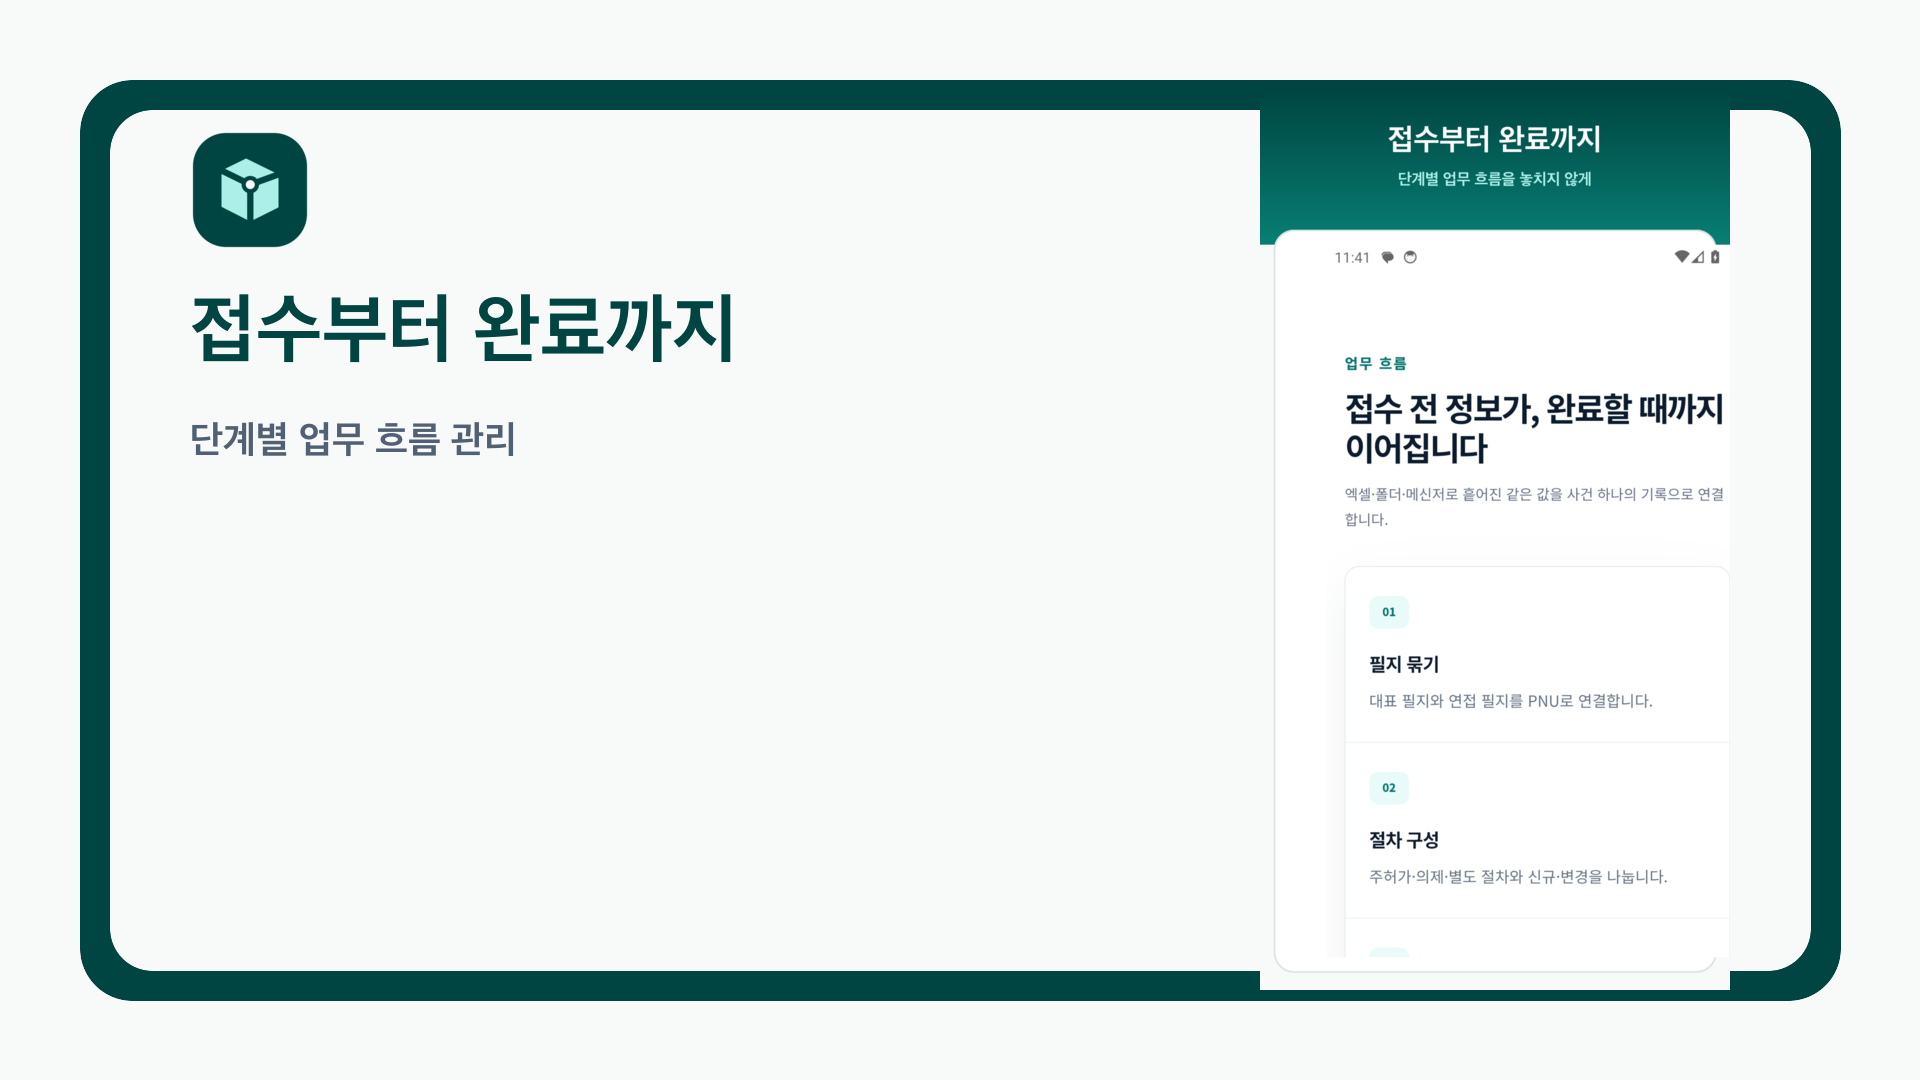 접수부터 완료까지
단계별 업무 흐름 관리
접수부터 완료까지
단계별 업무 흐름을 놓치지 않게
11:41
업무 흐름
접수 전 정보가, 완료할 때까지
이어집니다
엑셀·폴더·메신저로 흩어진 같은 값을 사건 하나의 기록으로 연결
합니다.
01
필지 묶기
대표 필지와 연접 필지를 PNU로 연결합니다.
02
절차 구성
주허가·의제·별도 절차와 신규·변경을 나눕니다.